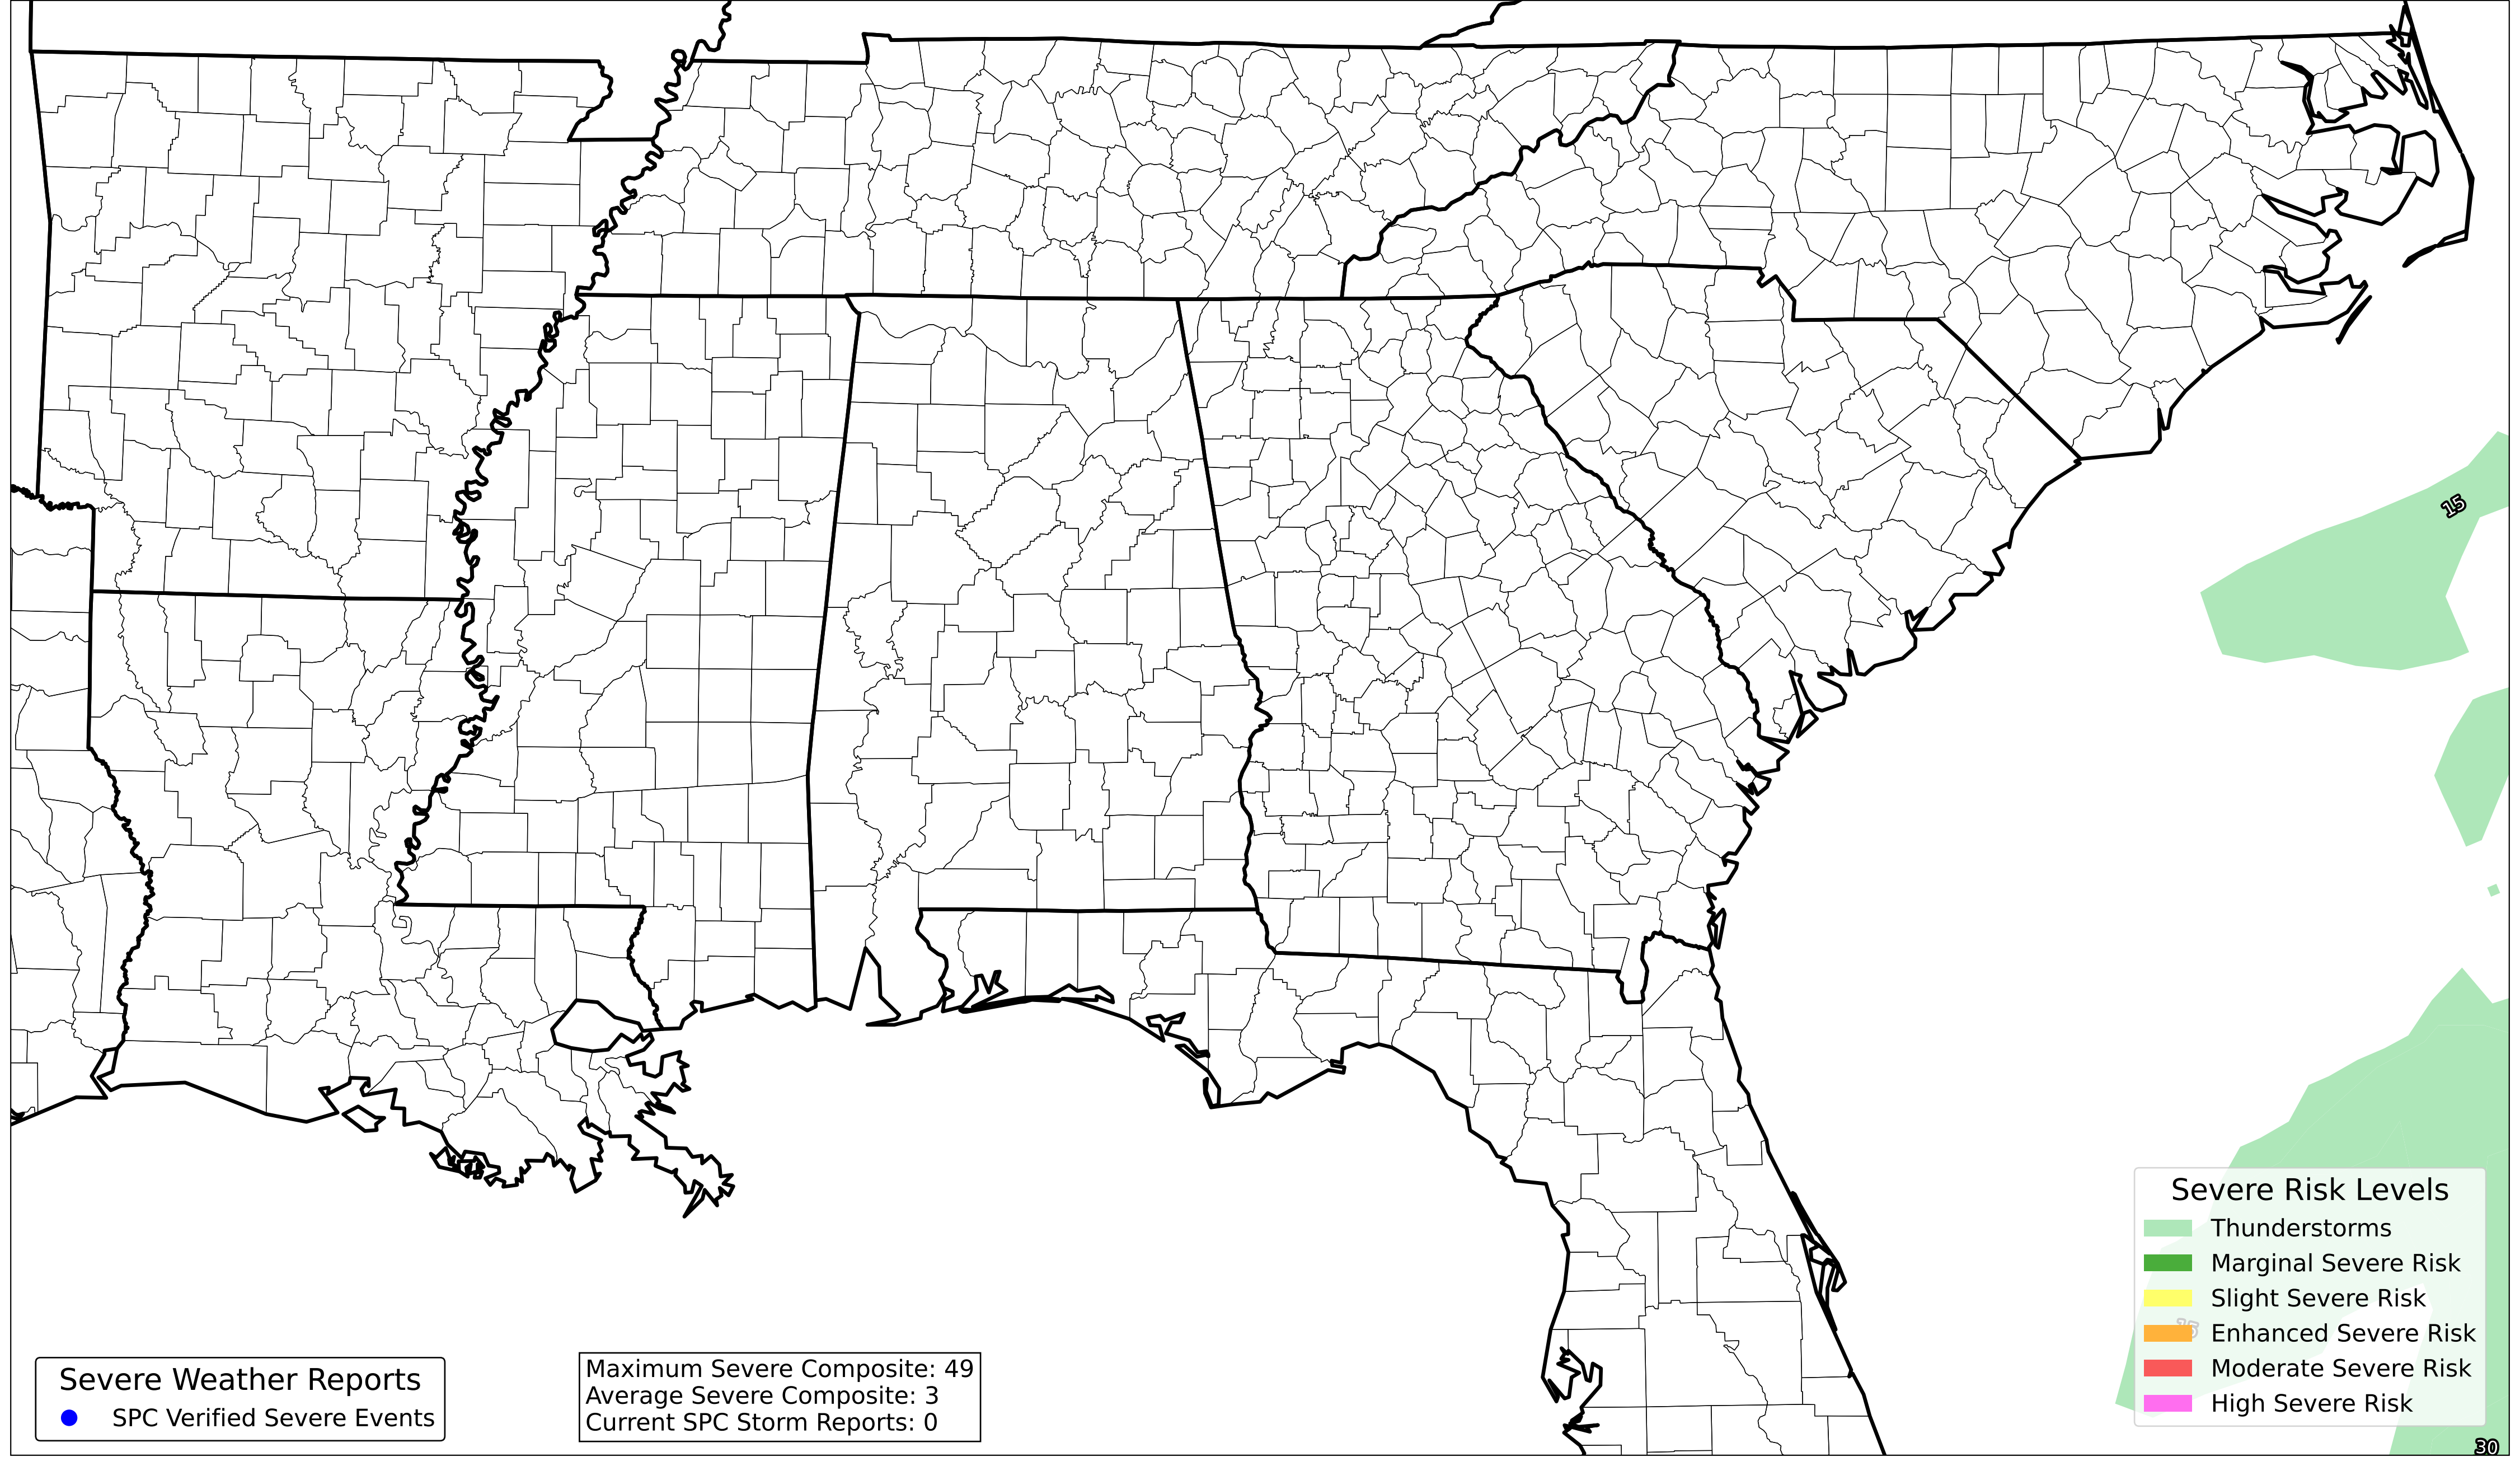 15
Severe Risk Levels
Thunderstorms
Marginal Severe Risk
Slight Severe Risk
15
Enhanced Severe Risk
Moderate Severe Risk
High Severe Risk
Severe Weather Reports
SPC Verified Severe Events
Maximum Severe Composite: 49
Average Severe Composite: 3
Current SPC Storm Reports: 0
30